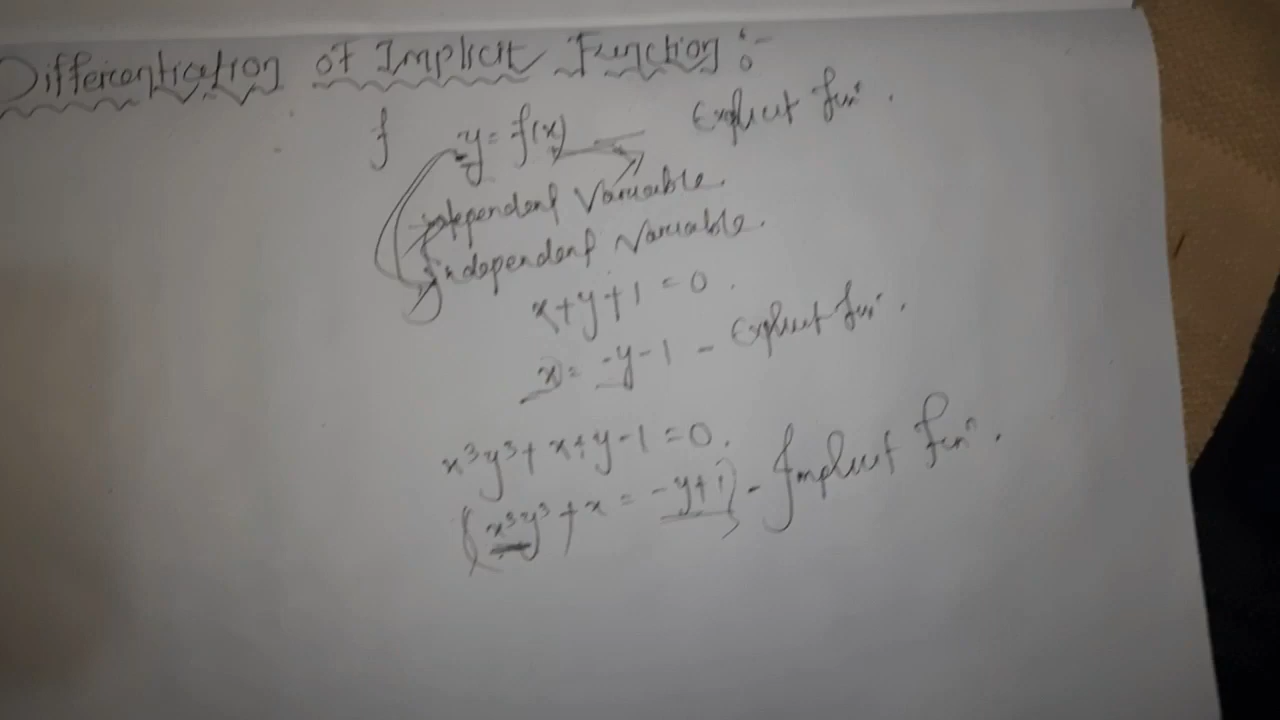 Differentiation of Implicit Function :-
f y = f(x) Explicit fun.
independent Variable.
independent Variable.
x+y+1 = 0.
x = -y-1 - Explicit fun.
x³y³+x+y-1=0.
(x³y³+x = -y+1) - Implicit fun.